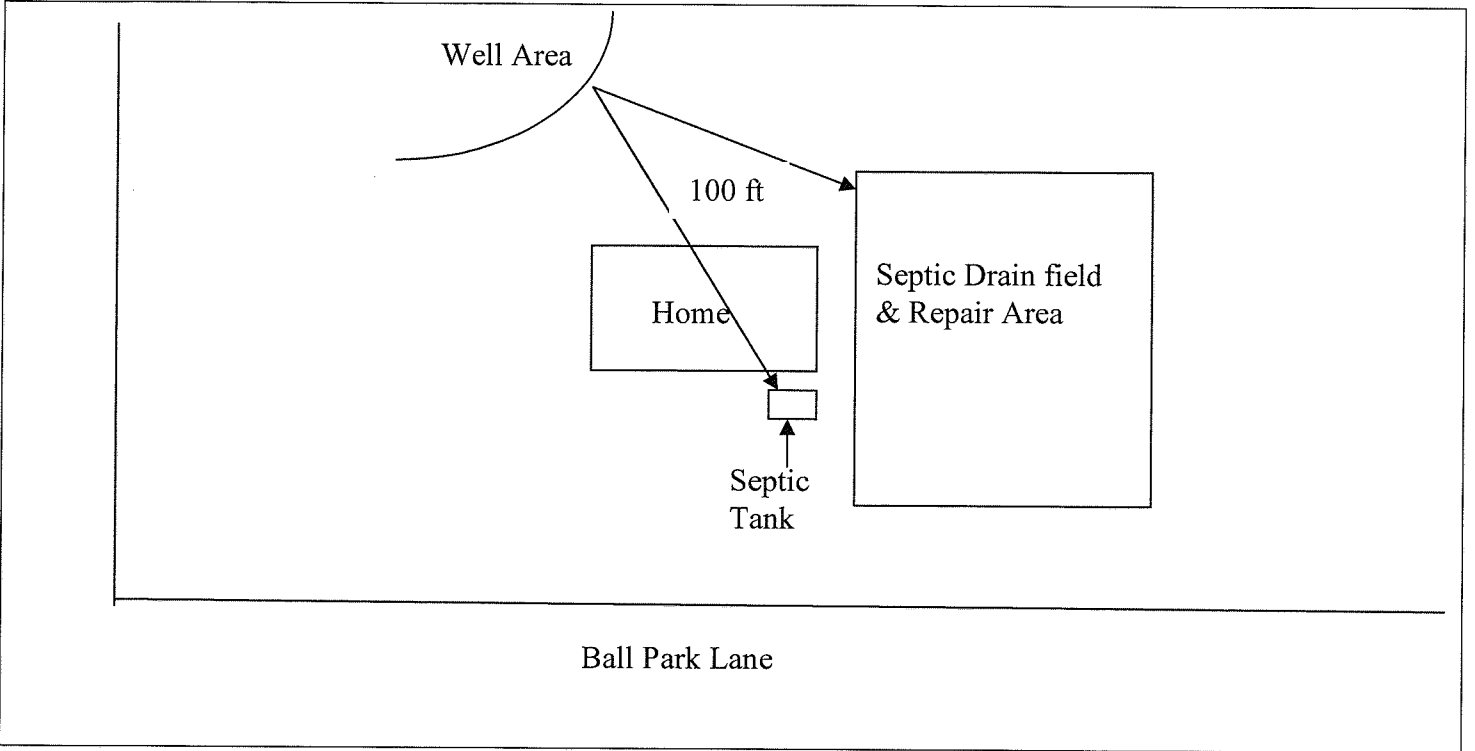 Well Area
100 ft
Septic Drain field
& Repair Area
Home
Septic
Tank
Ball Park Lane